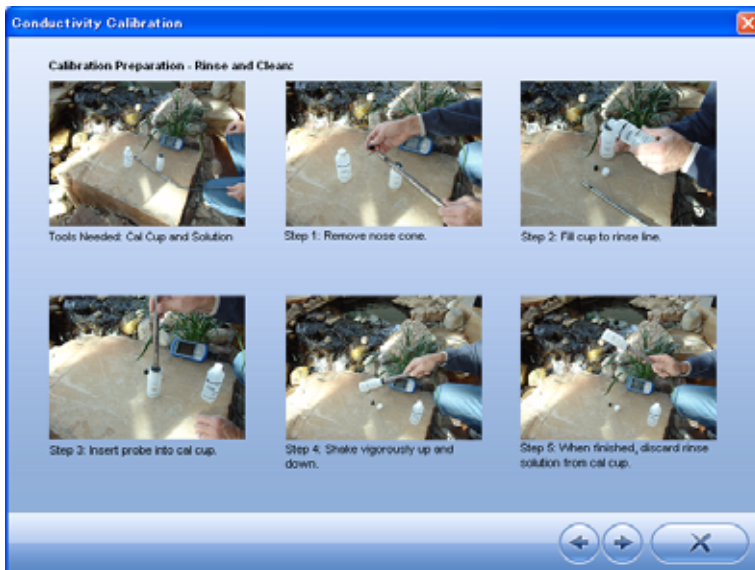 Conductivity Calibration
Calibration Preparation - Rinse and Clean:
Tools Needed: Cal Cup and Solution
Step 1: Remove nose cone.
Step 2: Fill cup to rinse line.
Step 3: Insert probe into cal cup.
Step 4: Shake vigorously up and
down.
Step 5: When finished, discard rinse
solution from cal cup.